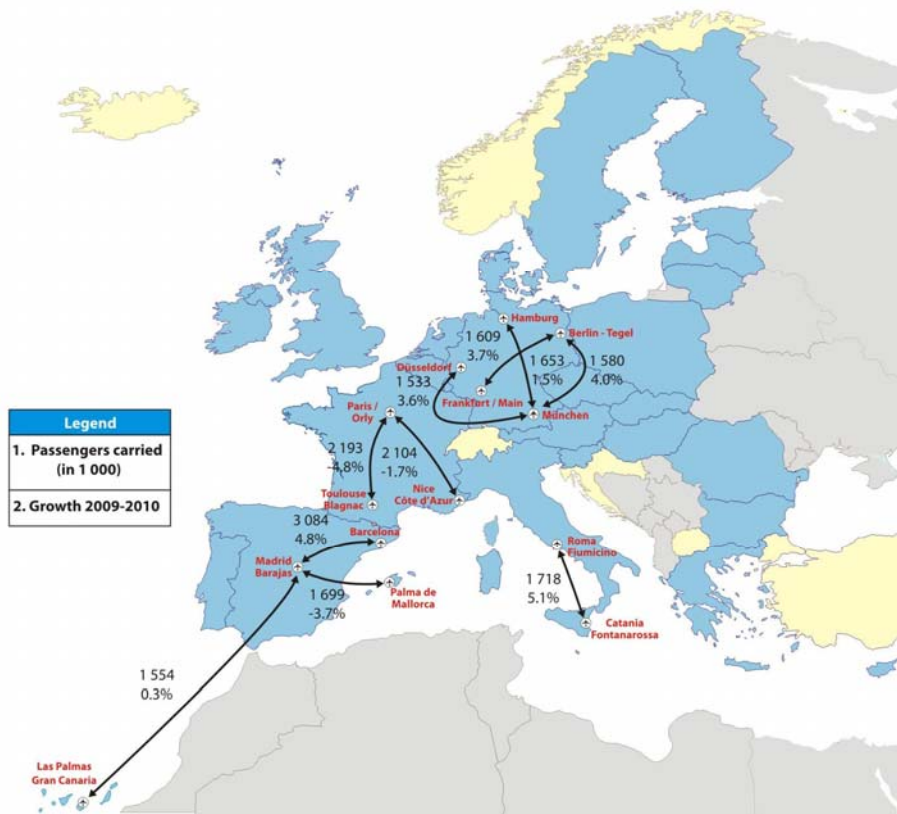 Hamburg
1 609
3.7%
Berlin - Tegel
Düsseldorf
1 653
1.5%
1 580
4.0%
1 533
3.6%
Frankfurt / Main
München
Paris /
Orly
Legend
1. Passengers carried
(in 1 000)
2. Growth 2009-2010
2 193
-4.8%
2 104
-1.7%
Toulouse
Blagnac
Nice
Côte d'Azur
3 084
4.8%
Barcelona
Madrid
Barajas
Roma
Fiumicino
1 699
-3.7%
Palma de
Mallorca
1 718
5.1%
Catania
Fontanarossa
1 554
0.3%
Las Palmas
Gran Canaria